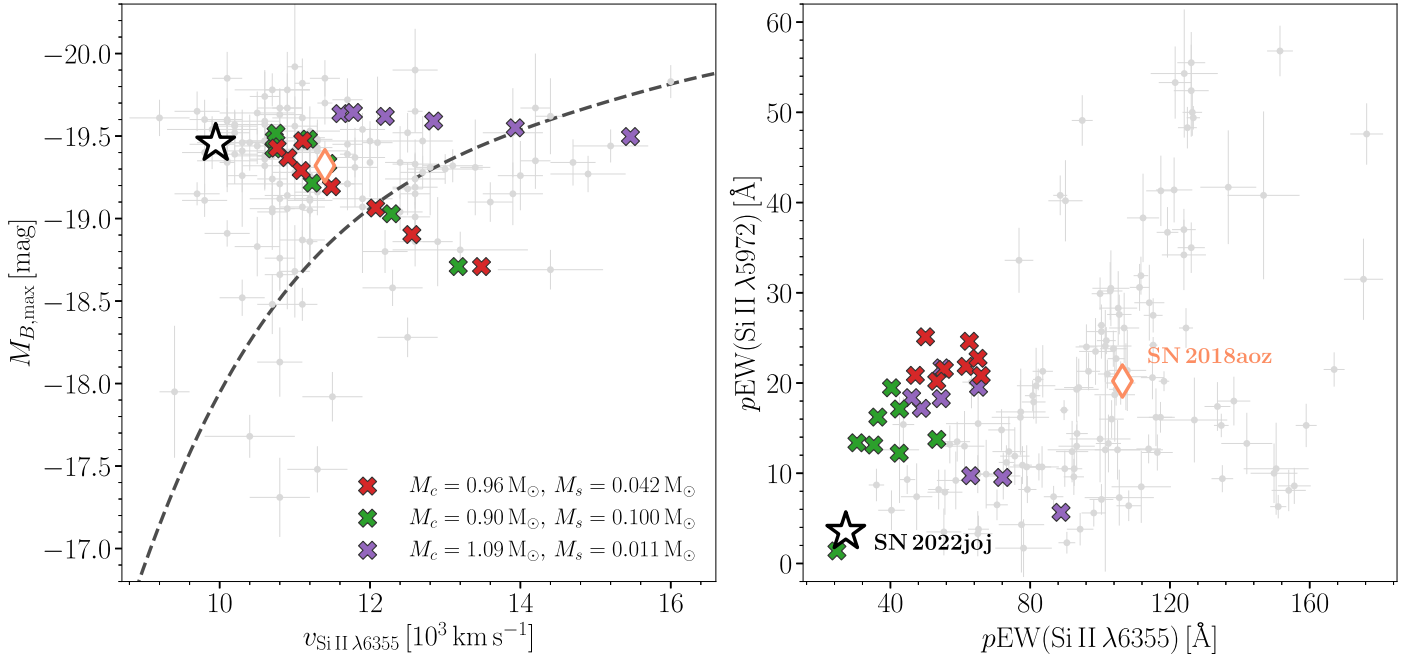 −20.0
−19.5
−19.0
−18.5
−18.0
−17.5
−17.0
M_{B,max} [mag]
10
12
14
16
v_{Si II λ6355} [10³ km s⁻¹]
M_c = 0.96 M_⊙, M_s = 0.042 M_⊙
M_c = 0.90 M_⊙, M_s = 0.100 M_⊙
M_c = 1.09 M_⊙, M_s = 0.011 M_⊙
60
50
40
30
20
10
0
pEW(Si II λ5972) [Å]
SN 2018aoz
SN 2022joj
40
80
120
160
pEW(Si II λ6355) [Å]